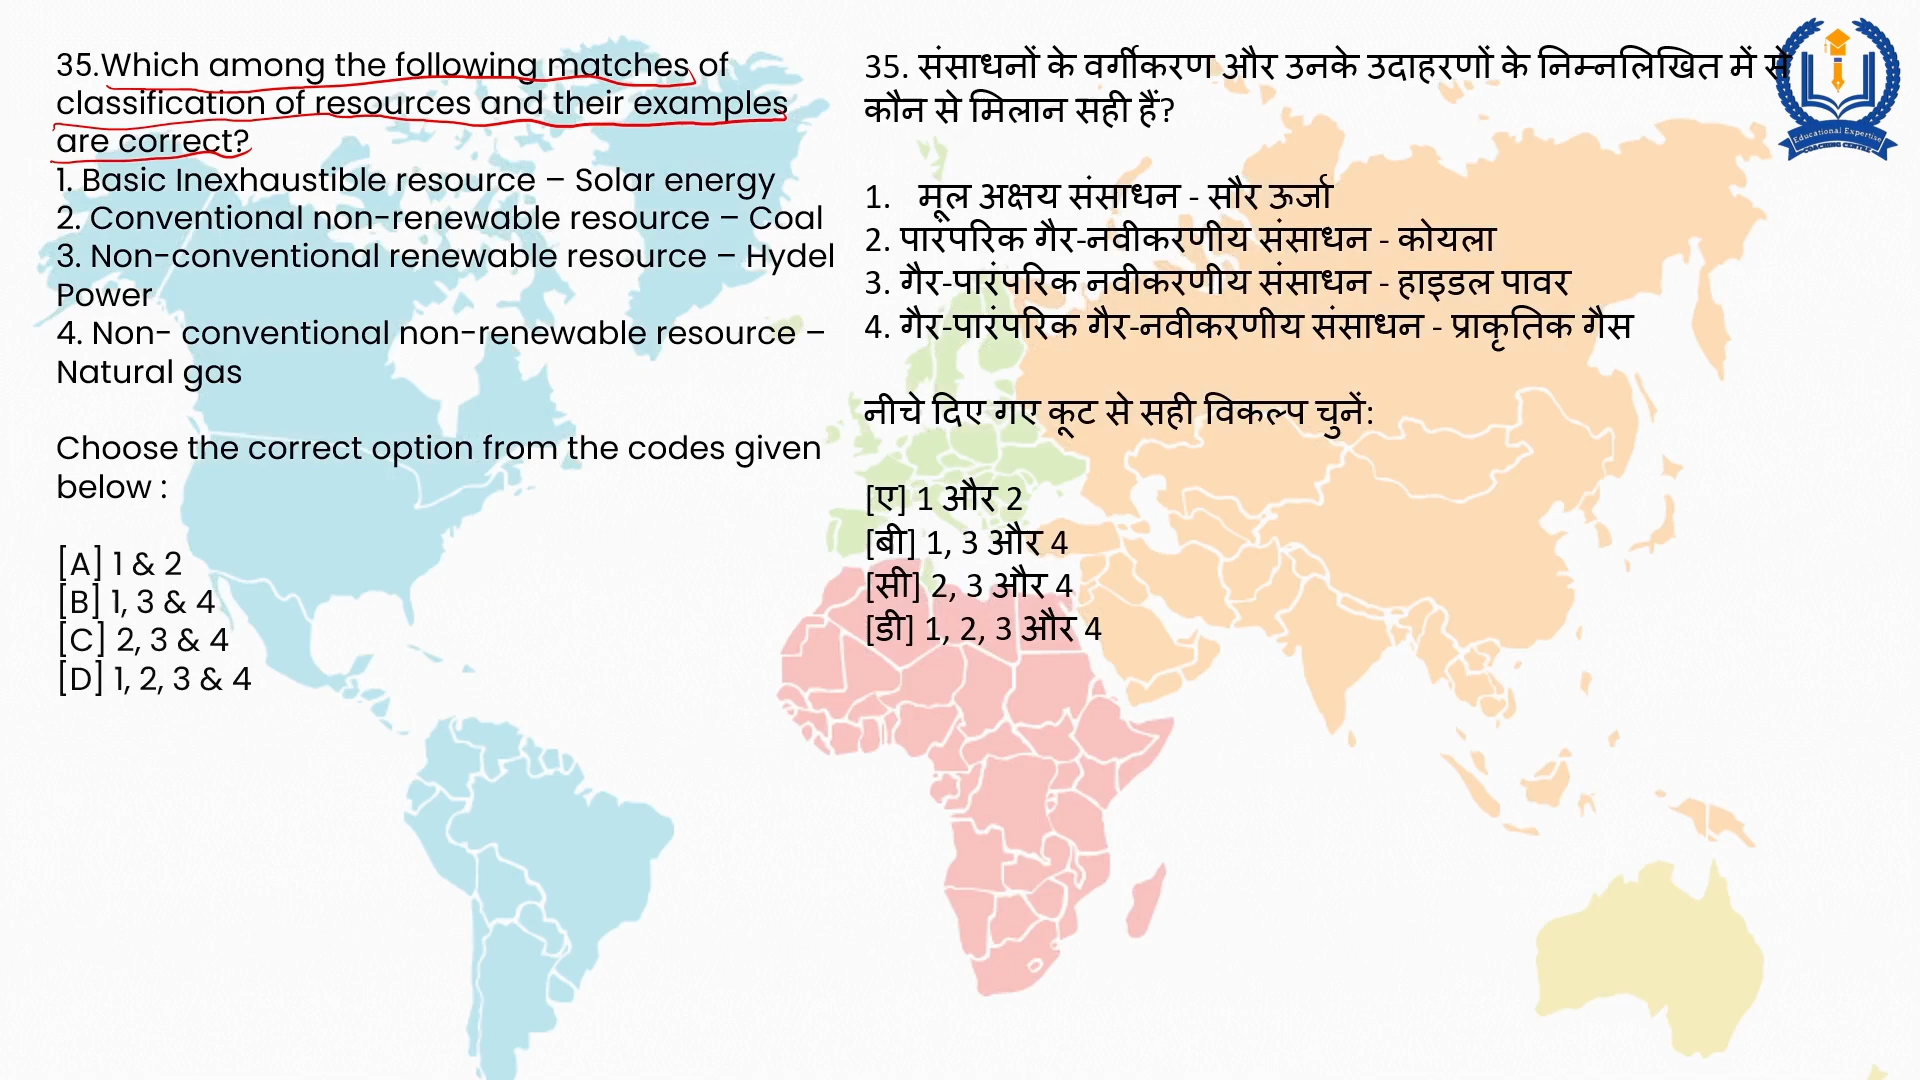 35.Which among the following matches of
classification of resources and their examples
are correct?
1. Basic Inexhaustible resource – Solar energy
2. Conventional non-renewable resource – Coal
3. Non-conventional renewable resource – Hydel
Power
4. Non- conventional non-renewable resource –
Natural gas
Choose the correct option from the codes given
below :
[A] 1 & 2
[B] 1, 3 & 4
[C] 2, 3 & 4
[D] 1, 2, 3 & 4
35. संसाधनों के वर्गीकरण और उनके उदाहरणों के निम्नलिखित में से
कौन से मिलान सही हैं?
1. मूल अक्षय संसाधन - सौर ऊर्जा
2. पारंपरिक गैर-नवीकरणीय संसाधन - कोयला
3. गैर-पारंपरिक नवीकरणीय संसाधन - हाइडल पावर
4. गैर-पारंपरिक गैर-नवीकरणीय संसाधन - प्राकृतिक गैस
नीचे दिए गए कूट से सही विकल्प चुनें:
[ए] 1 और 2
[बी] 1, 3 और 4
[सी] 2, 3 और 4
[डी] 1, 2, 3 और 4
Educational Expertise
COACHING CENTRE